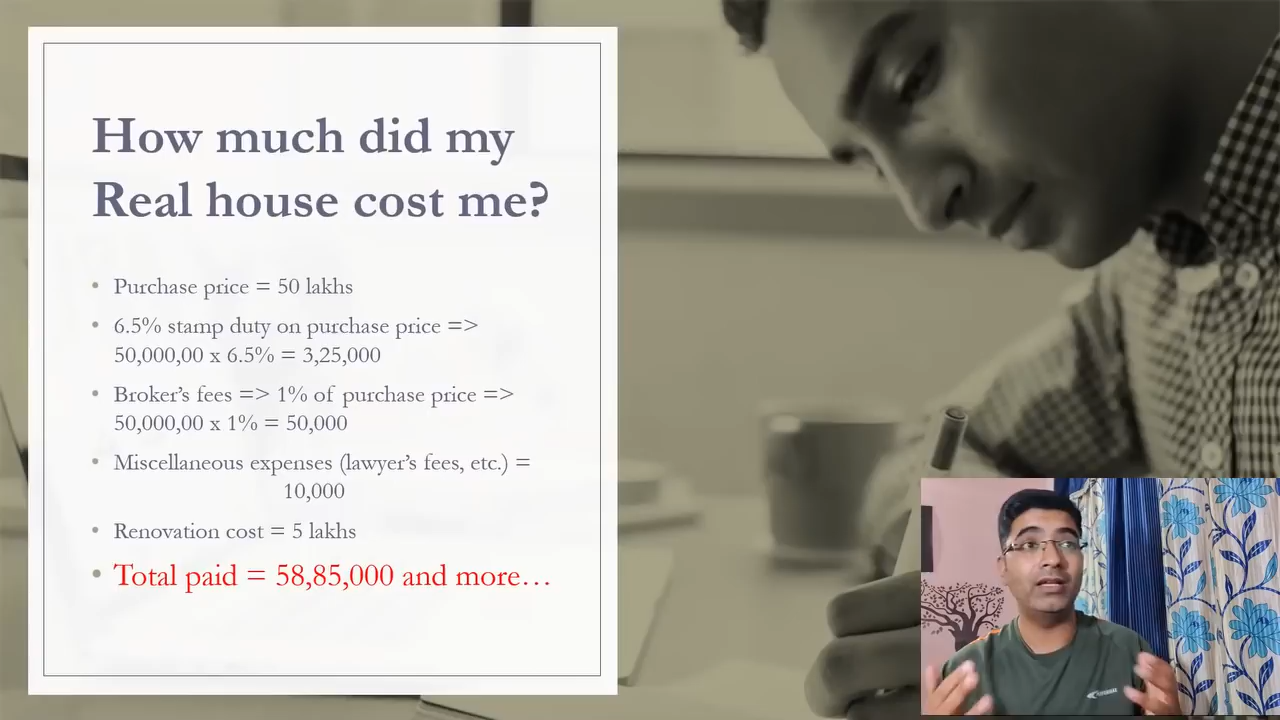 How much did my
Real house cost me?
• Purchase price = 50 lakhs
• 6.5% stamp duty on purchase price =>
50,000,00 x 6.5% = 3,25,000
• Broker’s fees => 1% of purchase price =>
50,000,00 x 1% = 50,000
• Miscellaneous expenses (lawyer’s fees, etc.) =
10,000
• Renovation cost = 5 lakhs
• Total paid = 58,85,000 and more…